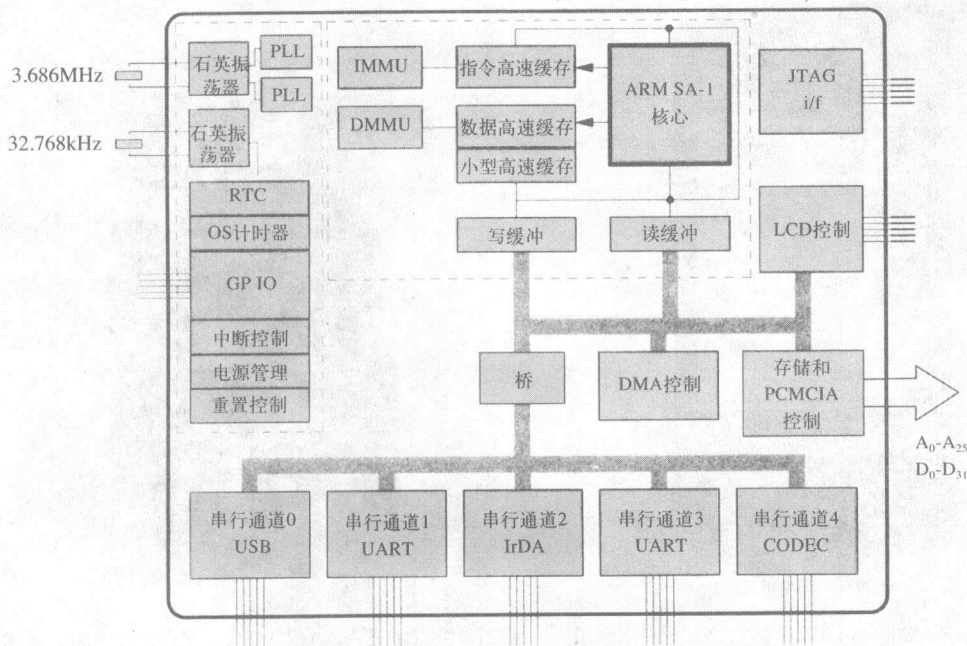 3.686MHz
32.768kHz
石英振
荡器
PLL
PLL
石英振
荡器
RTC
OS计时器
GP IO
中断控制
电源管理
重置控制
IMMU
DMMU
指令高速缓存
数据高速缓存
小型高速缓存
ARM SA-1
核心
写缓冲
读缓冲
JTAG
i/f
LCD控制
桥
DMA控制
存储和
PCMCIA
控制
A₀-A₂₅
D₀-D₃₁
串行通道0
USB
串行通道1
UART
串行通道2
IrDA
串行通道3
UART
串行通道4
CODEC